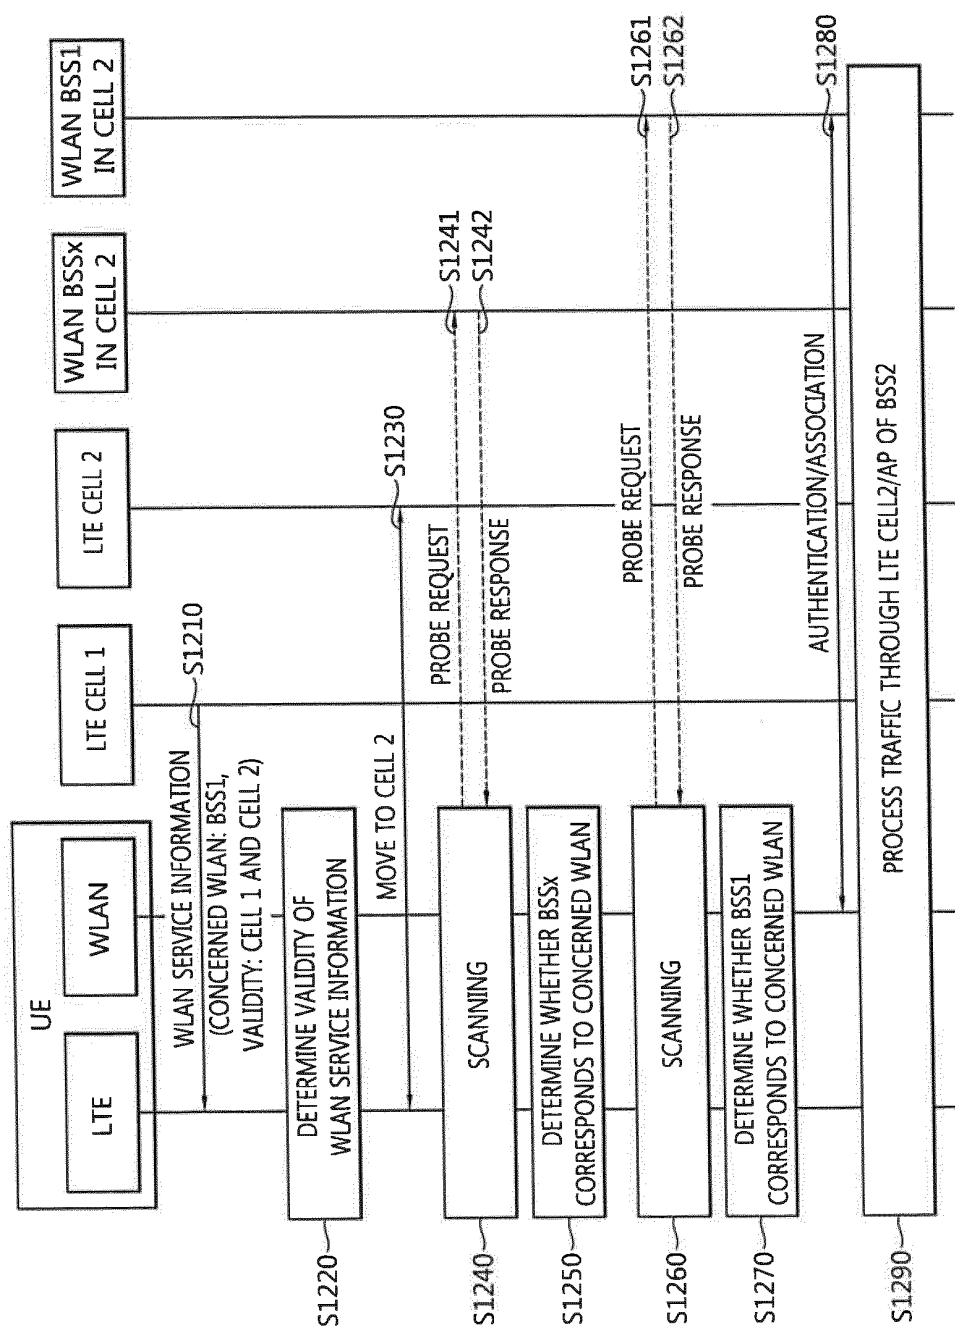 UE
LTE
WLAN
LTE CELL 1
LTE CELL 2
WLAN BSSx
IN CELL 2
WLAN BSS1
IN CELL 2
WLAN SERVICE INFORMATION
(CONCERNED WLAN: BSS1,
VALIDITY: CELL 1 AND CELL 2)
S1210
S1220
DETERMINE VALIDITY OF
WLAN SERVICE INFORMATION
MOVE TO CELL 2
S1230
S1240
SCANNING
PROBE REQUEST
S1241
PROBE RESPONSE
S1242
S1250
DETERMINE WHETHER BSSx
CORRESPONDS TO CONCERNED WLAN
S1260
SCANNING
PROBE REQUEST
S1261
PROBE RESPONSE
S1262
S1270
DETERMINE WHETHER BSS1
CORRESPONDS TO CONCERNED WLAN
AUTHENTICATION/ASSOCIATION
S1280
S1290
PROCESS TRAFFIC THROUGH LTE CELL2/AP OF BSS2